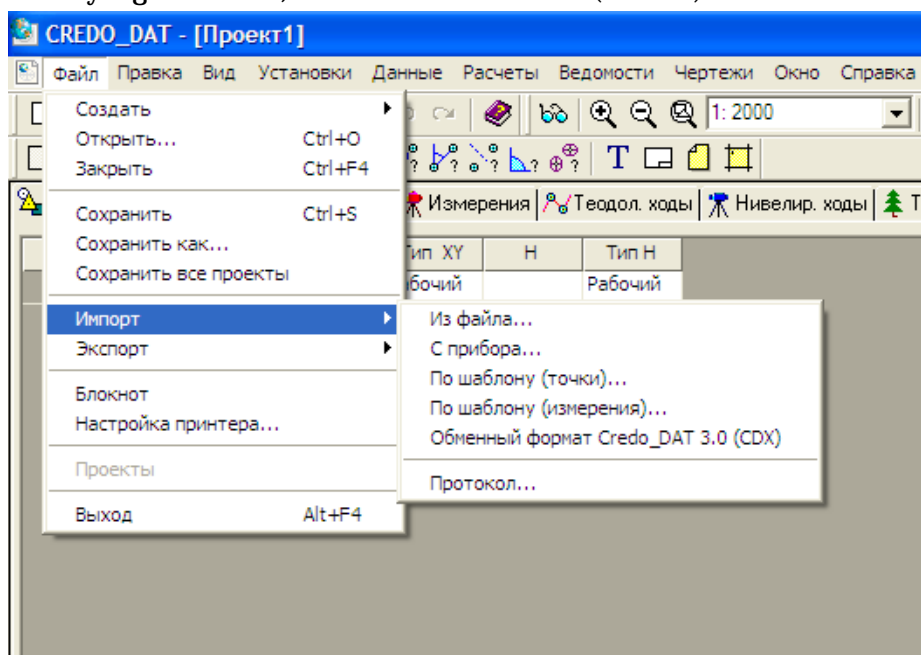 CREDO_DAT - [Проект1]
Файл Правка Вид Установки Данные Расчеты Ведомости Чертежи Окно Справка
Создать
1: 2000
Открыть... Ctrl+O
Закрыть Ctrl+F4
T
Измерения Теодол. ходы Нивелир. ходы Т
Сохранить Ctrl+S
Сохранить как...
Тип XY H Тип H
Сохранить все проекты
бочий Рабочий
Импорт
Экспорт
Блокнот
Настройка принтера...
Проекты
Выход Alt+F4
Из файла...
С прибора...
По шаблону (точки)...
По шаблону (измерения)...
Обменный формат Credo_DAT 3.0 (CDX)
Протокол...